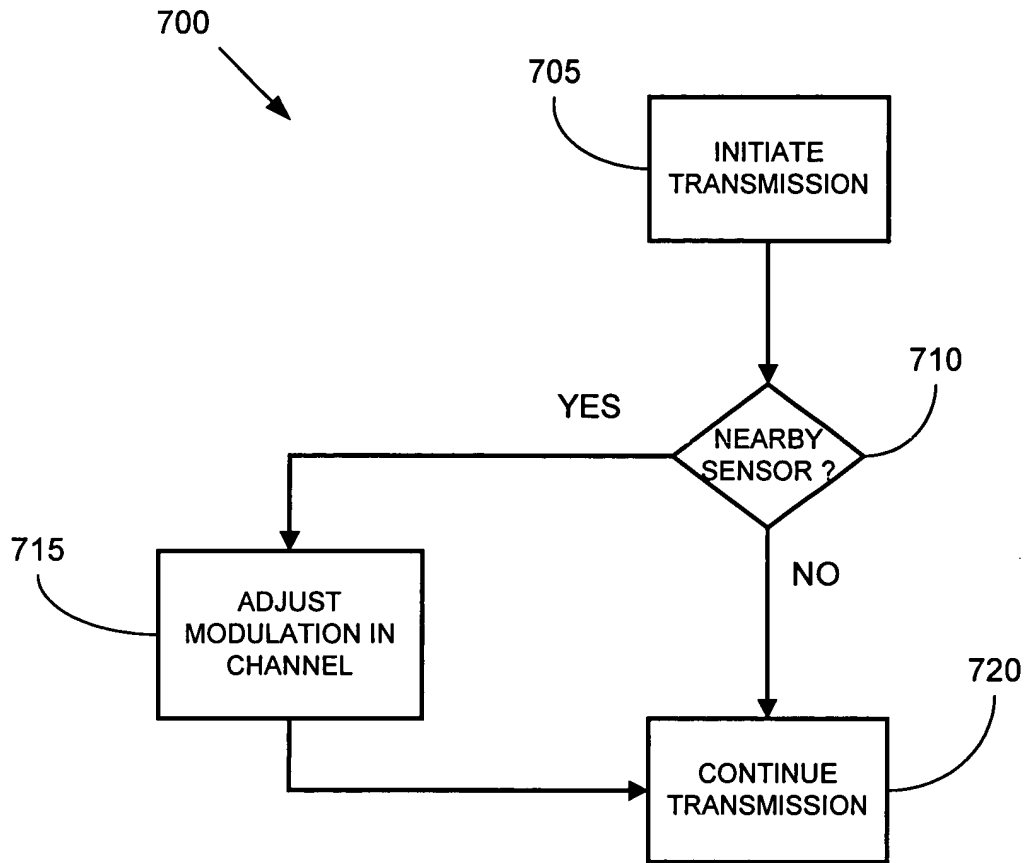 700
705
INITIATE
TRANSMISSION
710
YES
NEARBY
SENSOR ?
715
NO
ADJUST
MODULATION IN
CHANNEL
720
CONTINUE
TRANSMISSION